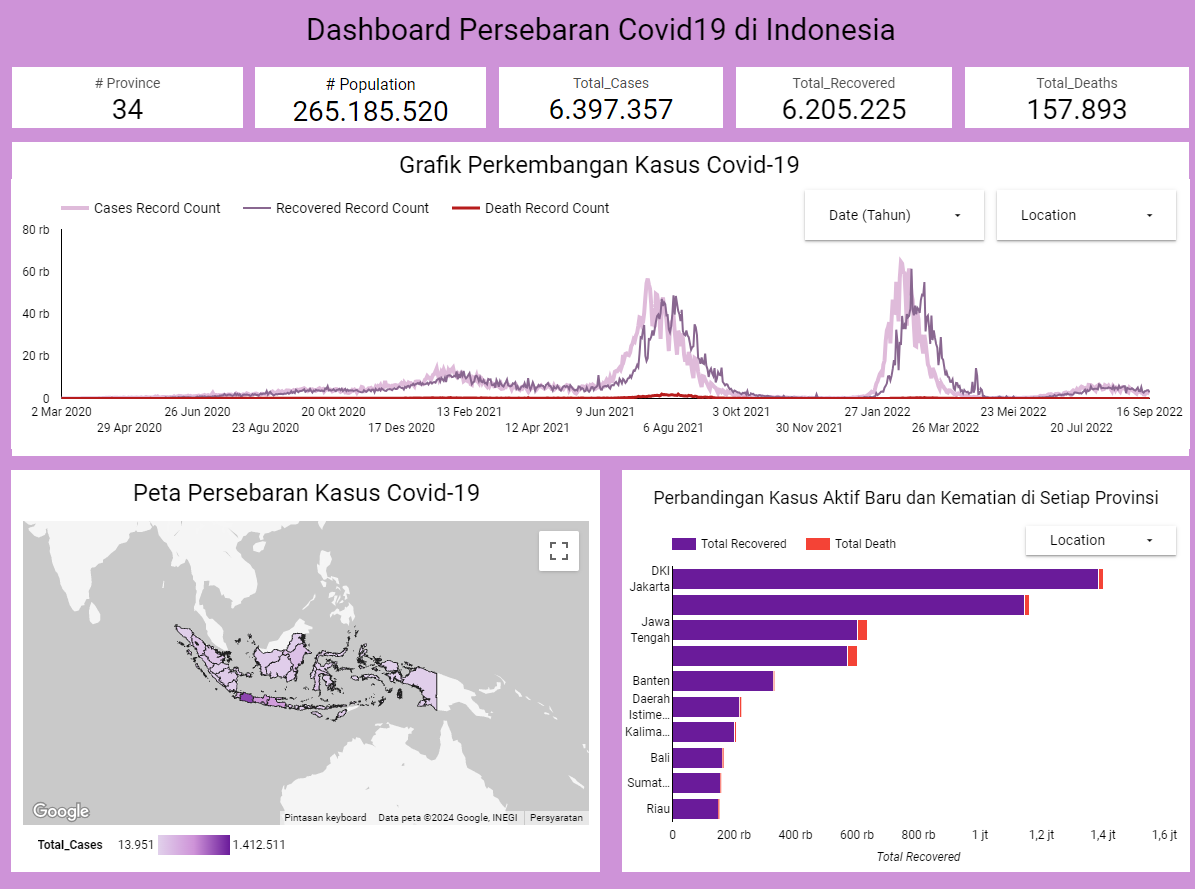 Dashboard Persebaran Covid19 di Indonesia
# Province
34
# Population
265.185.520
Total_Cases
6.397.357
Total_Recovered
6.205.225
Total_Deaths
157.893
Grafik Perkembangan Kasus Covid-19
Cases Record Count
Recovered Record Count
Death Record Count
Date (Tahun)
Location
80 rb
60 rb
40 rb
20 rb
0
2 Mar 2020
26 Jun 2020
20 Okt 2020
13 Feb 2021
9 Jun 2021
3 Okt 2021
27 Jan 2022
23 Mei 2022
16 Sep 2022
29 Apr 2020
23 Agu 2020
17 Des 2020
12 Apr 2021
6 Agu 2021
30 Nov 2021
26 Mar 2022
20 Jul 2022
Peta Persebaran Kasus Covid-19
Google
Pintasan keyboard
Data peta ©2024 Google, INEGI
Persyaratan
Total_Cases
13.951
1.412.511
Perbandingan Kasus Aktif Baru dan Kematian di Setiap Provinsi
Total Recovered
Total Death
Location
DKI
Jakarta
Jawa
Tengah
Banten
Daerah
Istime...
Kalima...
Bali
Sumat...
Riau
0
200 rb
400 rb
600 rb
800 rb
1 jt
1,2 jt
1,4 jt
1,6 jt
Total Recovered